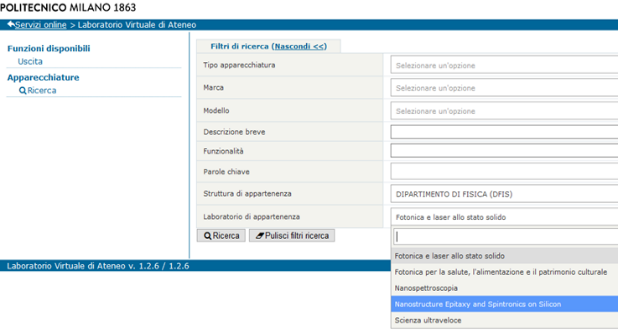 POLITECNICO MILANO 1863
Servizi online > Laboratorio Virtuale di Ateneo
Funzioni disponibili
Uscita
Apparecchiature
Ricerca
Filtri di ricerca (Nascondi <<)
Tipo apparecchiatura Selezionare un'opzione
Marca Selezionare un'opzione
Modello Selezionare un'opzione
Descrizione breve
Funzionalità
Parole chiave
Struttura di appartenenza DIPARTIMENTO DI FISICA (DFIS)
Laboratorio di appartenenza Fotonica e laser allo stato solido
Ricerca Pulisci filtri ricerca
Fotonica e laser allo stato solido
Fotonica per la salute, l'alimentazione e il patrimonio culturale
Nanospettroscopia
Nanostructure Epitaxy and Spintronics on Silicon
Scienza ultraveloce
Laboratorio Virtuale di Ateneo v. 1.2.6 / 1.2.6